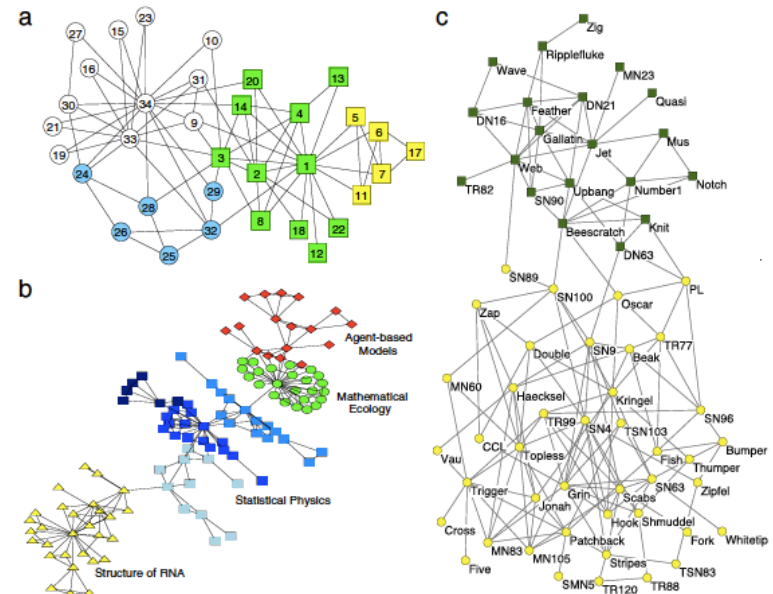 a
23
27
15
10
16
31
20
13
30
34
14
4
5
21
9
6
33
17
19
3
2
1
7
24
29
11
28
8
18
22
26
32
12
25
b
Agent-based
Models
Mathematical
Ecology
Statistical Physics
Structure of RNA
c
Zig
Ripplefluke
Wave
MN23
Quasi
Feather
DN21
DN16
Gallatin
Mus
Jet
Web
TR82
Upbang
Number1
Notch
SN90
Beescratch
Knit
DN63
SN89
SN100
PL
Oscar
Zap
TR77
Double
SN9
Beak
MN60
Haecksel
Kringel
SN96
TR99
SN4
TSN103
Bumper
Vau
CCL
Topless
Fish
Thumper
Trigger
Grin
SN63
Zipfel
Scabs
Jonah
Hook
Shmuddel
Cross
Patchback
Fork
Whitetip
MN83
MN105
Stripes
Five
TSN83
SMN5
TR120
TR88